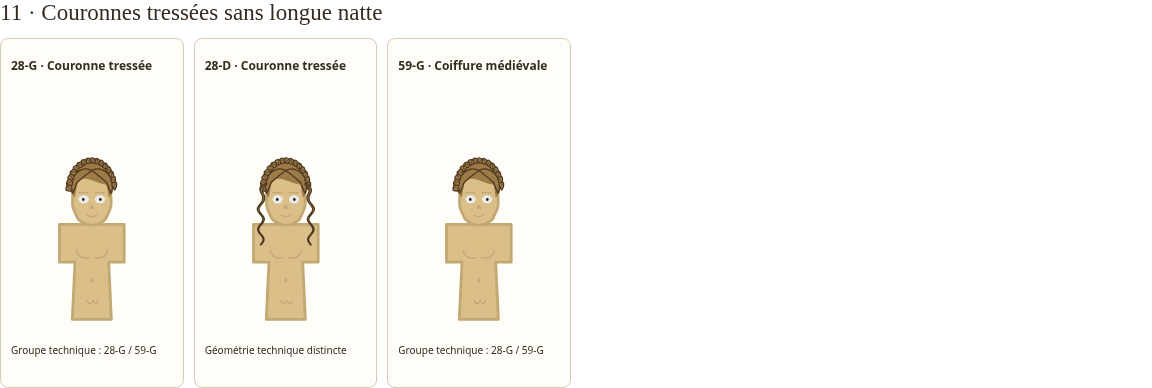 11 · Couronnes tressées sans longue natte
28-G · Couronne tressée
28-D · Couronne tressée
59-G · Coiffure médiévale
Groupe technique : 28-G / 59-G
Géométrie technique distincte
Groupe technique : 28-G / 59-G